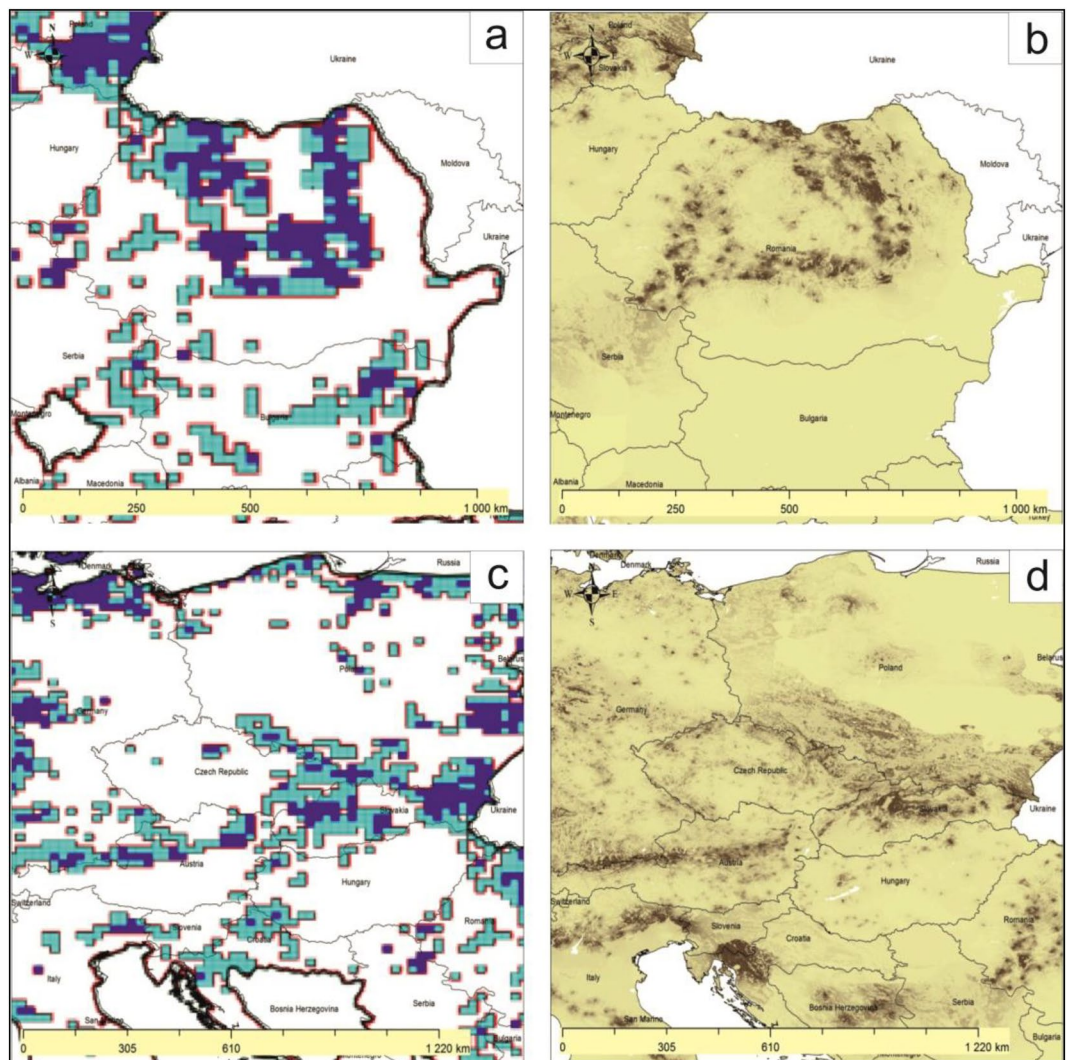 a
Poland
N
W
Ukraine
Hungary
Moldova
Ukraine
Serbia
Montenegro
Albania
Macedonia
0 250 500 1 000 km
b
Poland
N
W E
Slovakia
Ukraine
Hungary
Moldova
Romania
Ukraine
Serbia
Montenegro
Bulgaria
Albania
Macedonia
0 250 500 1 000 km
Turkey
c
Denmark
Russia
S
Poland
Belarus
Germany
Czech Republic
Slovakia
Ukraine
Austria
Hungary
Switzerland
Slovenia
Croatia
Romania
Italy
Bosnia Herzegovina
Serbia
San Marino
0 305 610 1 220 km
Bulgaria
d
Denmark
Denmark
N
W E
S
Russia
Poland
Belarus
Germany
Czech Republic
Slovakia
Ukraine
Austria
Hungary
Switzerland
Slovenia
Croatia
Romania
Italy
Bosnia Herzegovina
Serbia
San Marino
0 305 610 1 220 km
Bulgaria